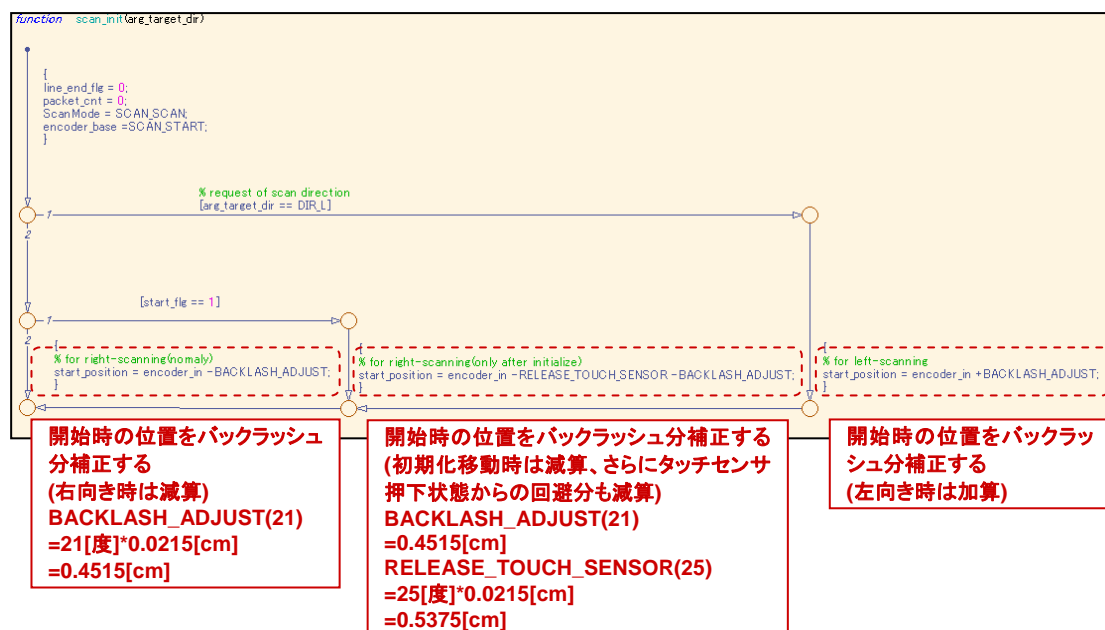 function scan_init(arg_target_dir)
{
line_end_flg = 0;
packet_cnt = 0;
ScanMode = SCAN_SCAN;
encoder_base =SCAN_START;
}
% request of scan direction
[arg_target_dir == DIR_L]
1
2
[start_flg == 1]
1
2
{
% for right-scanning(nomaly)
start_position = encoder_in -BACKLASH_ADJUST;
}
{
% for right-scanning(only after initialize)
start_position = encoder_in -RELEASE_TOUCH_SENSOR -BACKLASH_ADJUST;
}
{
% for left-scanning
start_position = encoder_in +BACKLASH_ADJUST;
}
開始時の位置をバックラッシュ
分補正する
(右向き時は減算)
BACKLASH_ADJUST(21)
=21[度]*0.0215[cm]
=0.4515[cm]
開始時の位置をバックラッシュ分補正する
(初期化移動時は減算、さらにタッチセンサ
押下状態からの回避分も減算)
BACKLASH_ADJUST(21)
=0.4515[cm]
RELEASE_TOUCH_SENSOR(25)
=25[度]*0.0215[cm]
=0.5375[cm]
開始時の位置をバックラッ
シュ分補正する
(左向き時は加算)